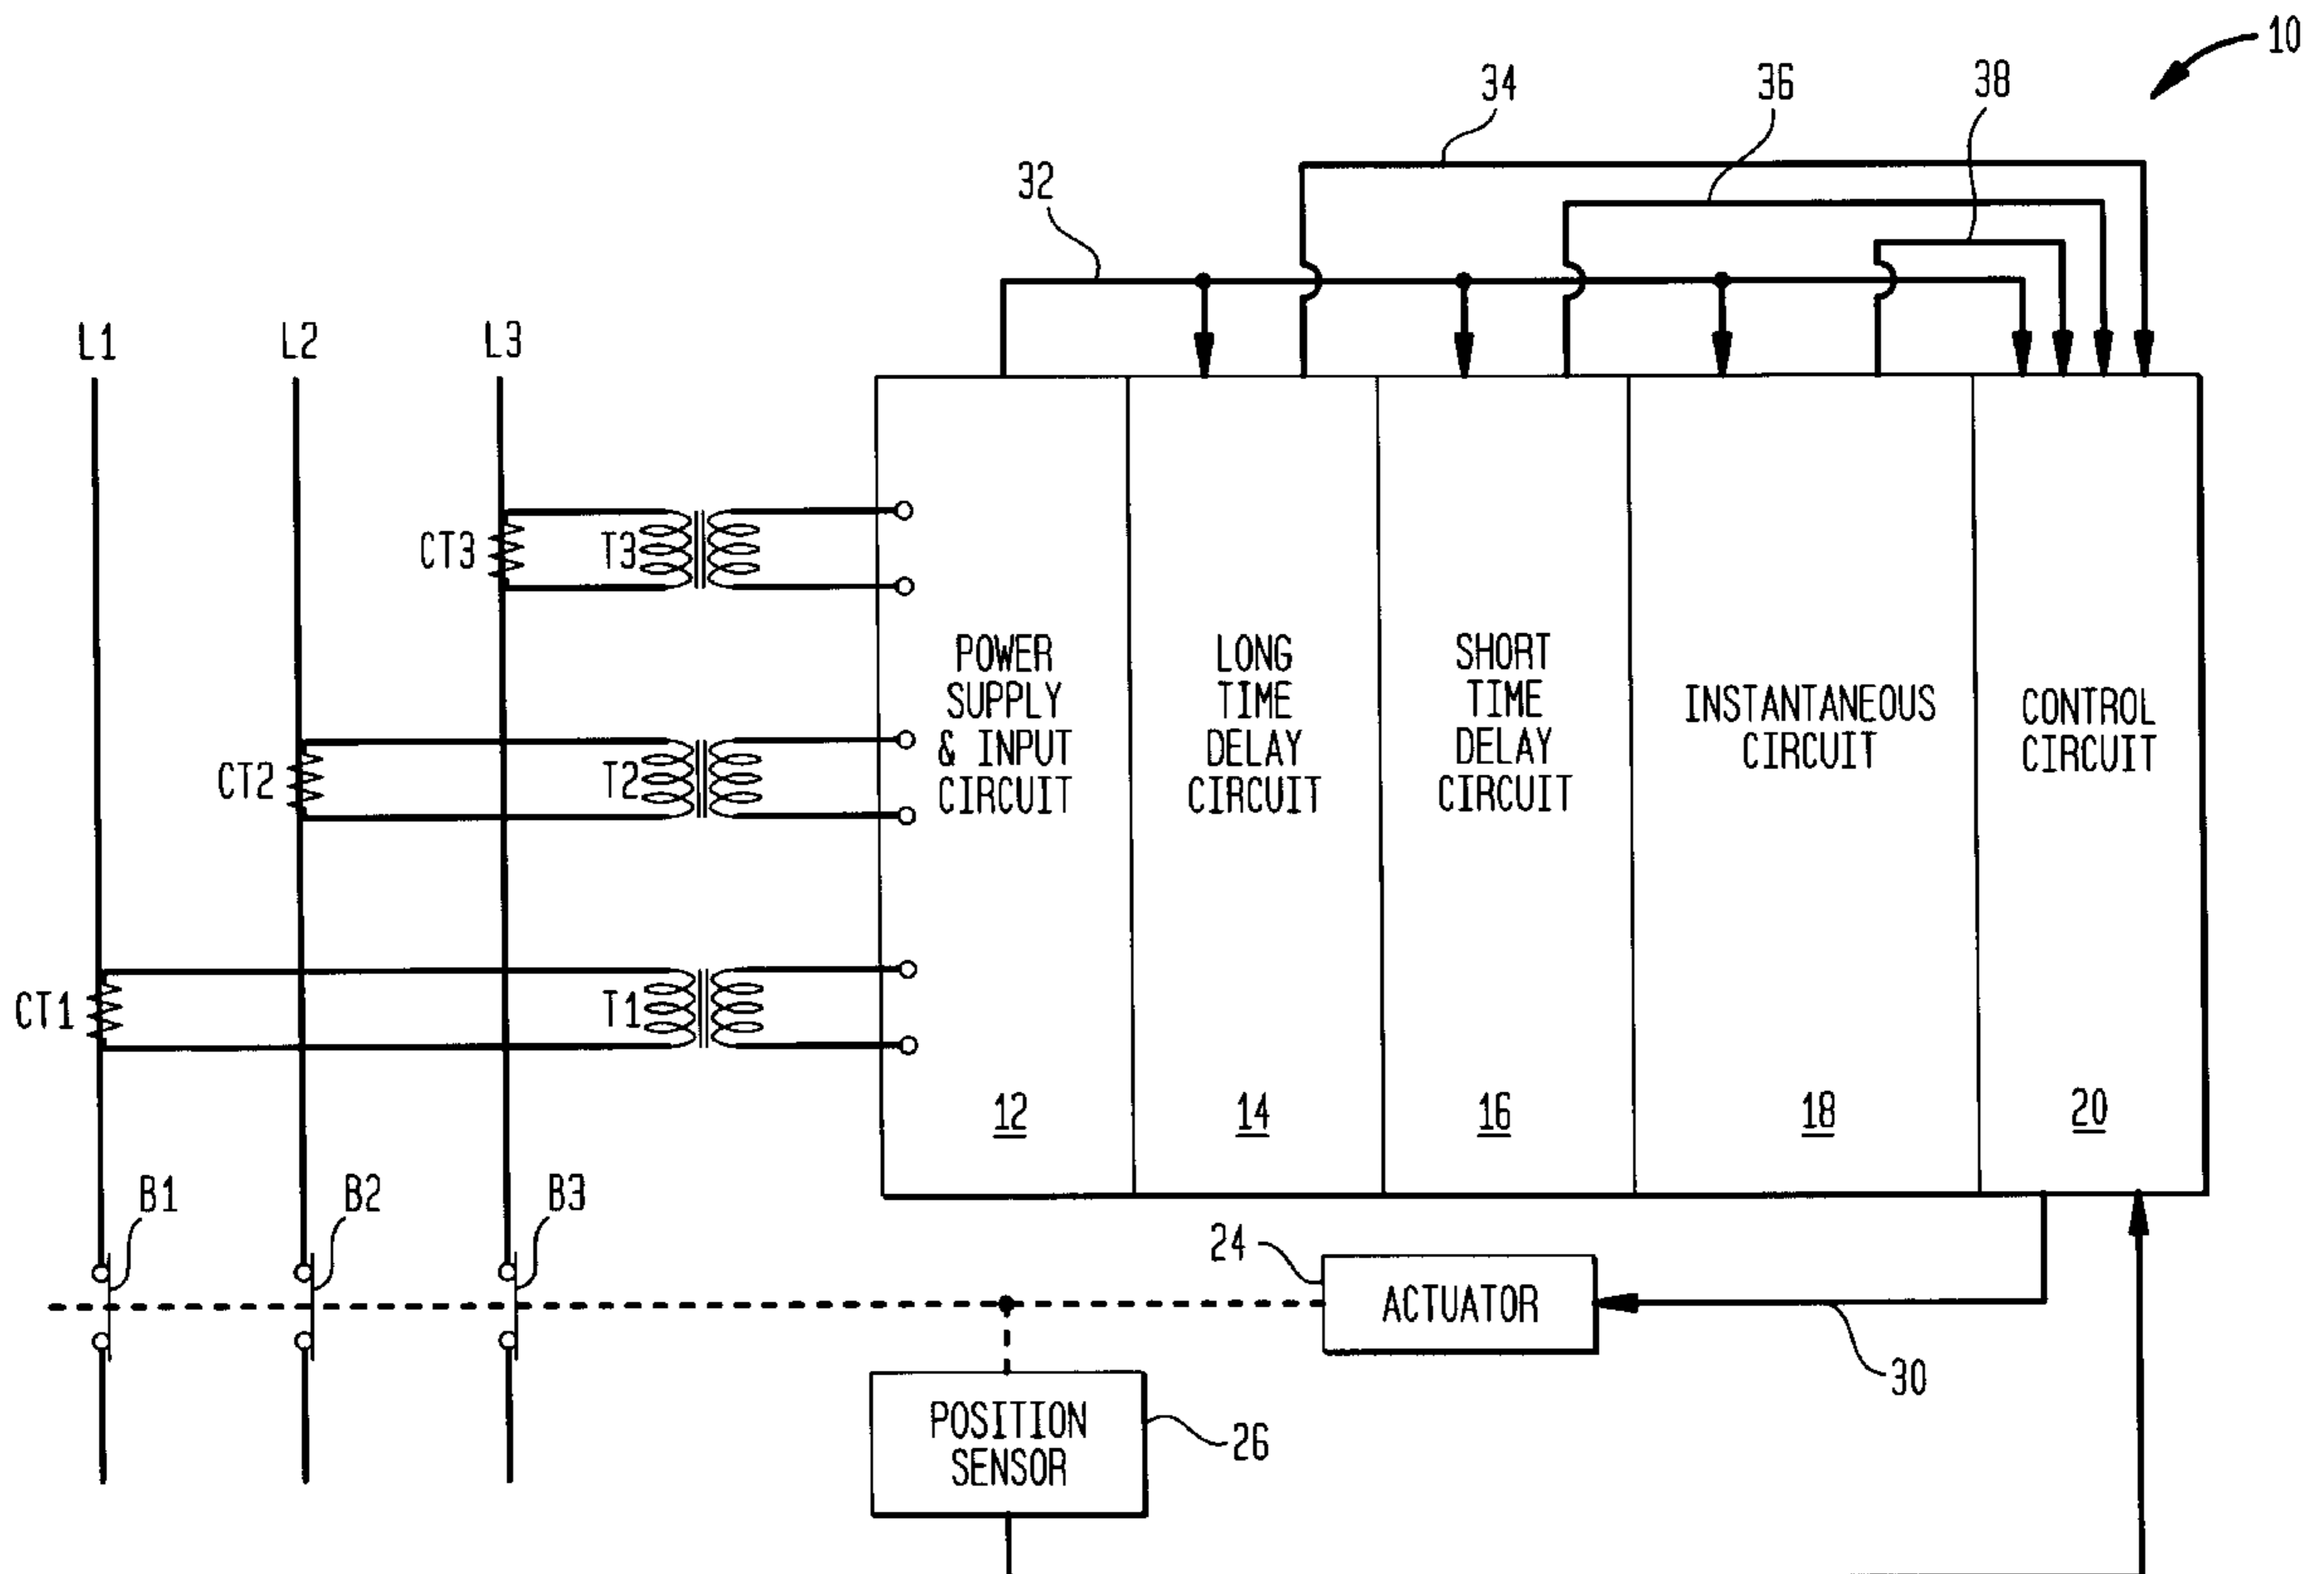 10
34
36
38
32
L1
L2
L3
CT3
T3
CT2
T2
CT1
T1
POWER
SUPPLY
& INPUT
CIRCUIT
LONG
TIME
DELAY
CIRCUIT
SHORT
TIME
DELAY
CIRCUIT
INSTANTANEOUS
CIRCUIT
CONTROL
CIRCUIT
12
14
16
18
20
B1
B2
B3
24
ACTUATOR
30
POSITION
SENSOR
26